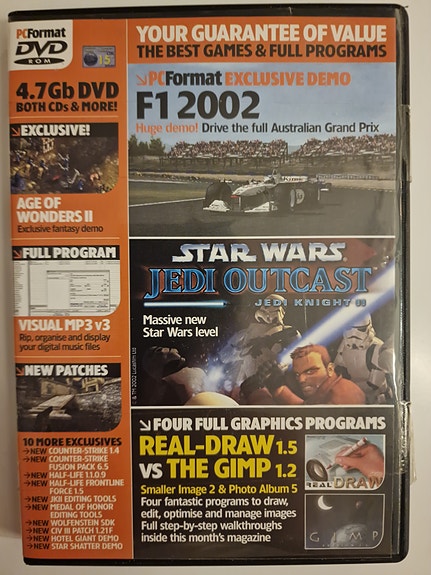 PCFormat
DVD
ROM
15
YOUR GUARANTEE OF VALUE
THE BEST GAMES & FULL PROGRAMS
4.7Gb DVD
BOTH CDs & MORE!
EXCLUSIVE!
AGE OF
WONDERS II
Exclusive fantasy demo
FULL PROGRAM
VISUAL MP3 v3
Rip, organise and display
your digital music files
NEW PATCHES
10 MORE EXCLUSIVES
NEW COUNTER-STRIKE 1.4
NEW COUNTER-STRIKE
FUSION PACK 6.5
NEW HALF-LIFE 1.1.0.9
NEW HALF-LIFE FRONTLINE
FORCE 1.5
NEW JKII EDITING TOOLS
NEW MEDAL OF HONOR
EDITING TOOLS
NEW WOLFENSTEIN SDK
NEW CIV III PATCH 1.21F
NEW HOTEL GIANT DEMO
NEW STAR SHATTER DEMO
PCFormat EXCLUSIVE DEMO
F1 2002
Huge demo! Drive the full Australian Grand Prix
STAR WARS
JEDI OUTCAST
JEDI KNIGHT II
Massive new
Star Wars level
& TM 2002 Lucasfilm Ltd
FOUR FULL GRAPHICS PROGRAMS
REAL-DRAW 1.5
VS THE GIMP 1.2
Smaller Image 2 & Photo Album 5
Four fantastic programs to draw,
edit, optimise and manage images
Full step-by-step walkthroughs
inside this month's magazine
REAL DRAW
GIMP